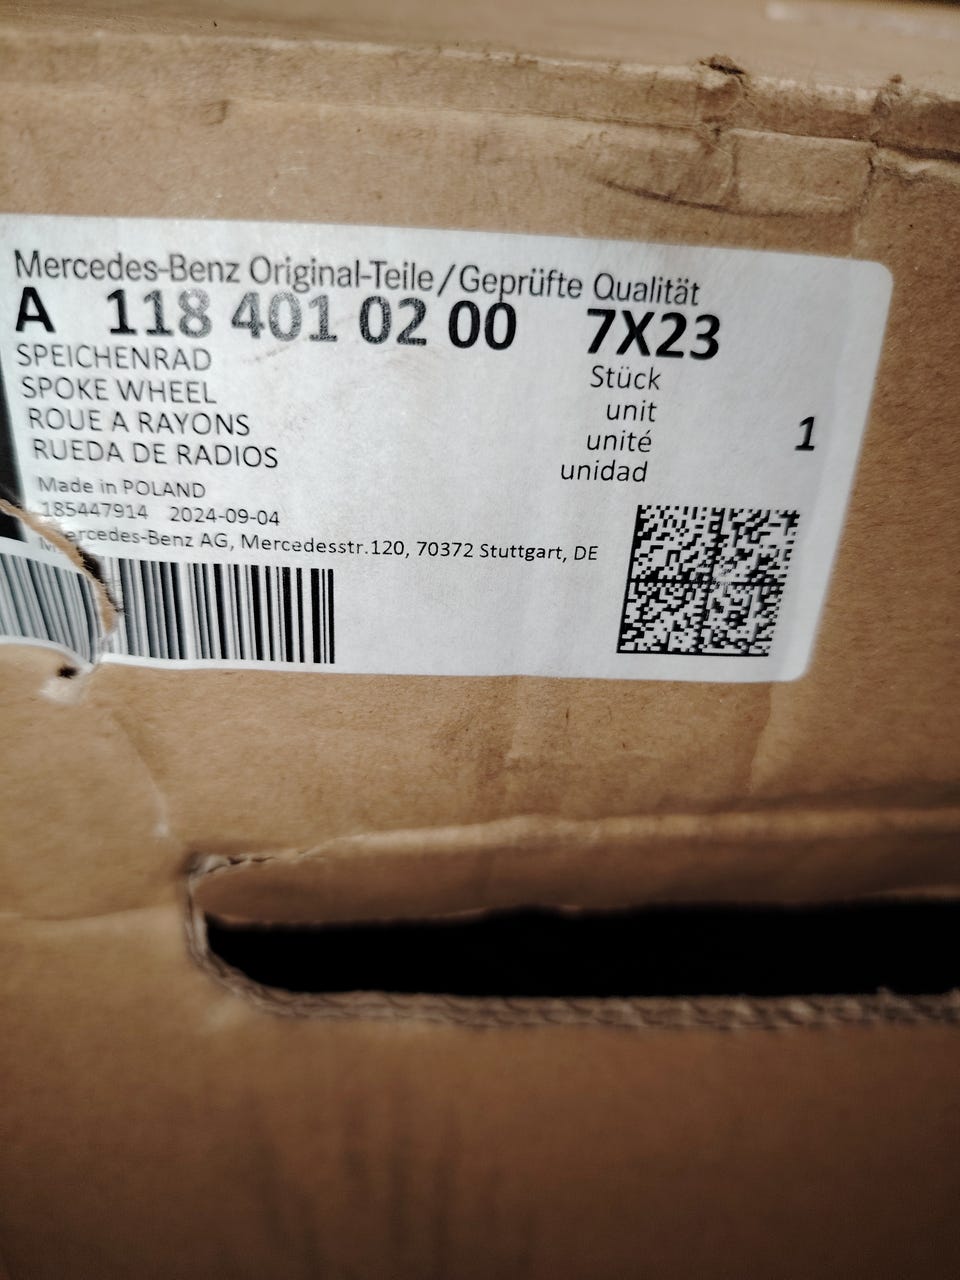 Mercedes-Benz Original-Teile/Geprüfte Qualität
A 118 401 02 00 7X23
SPEICHENRAD
SPOKE WHEEL
ROUE A RAYONS
RUEDA DE RADIOS
Stück
unit
unité
unidad
1
Made in POLAND
185447914 2024-09-04
Mercedes-Benz AG, Mercedesstr.120, 70372 Stuttgart, DE